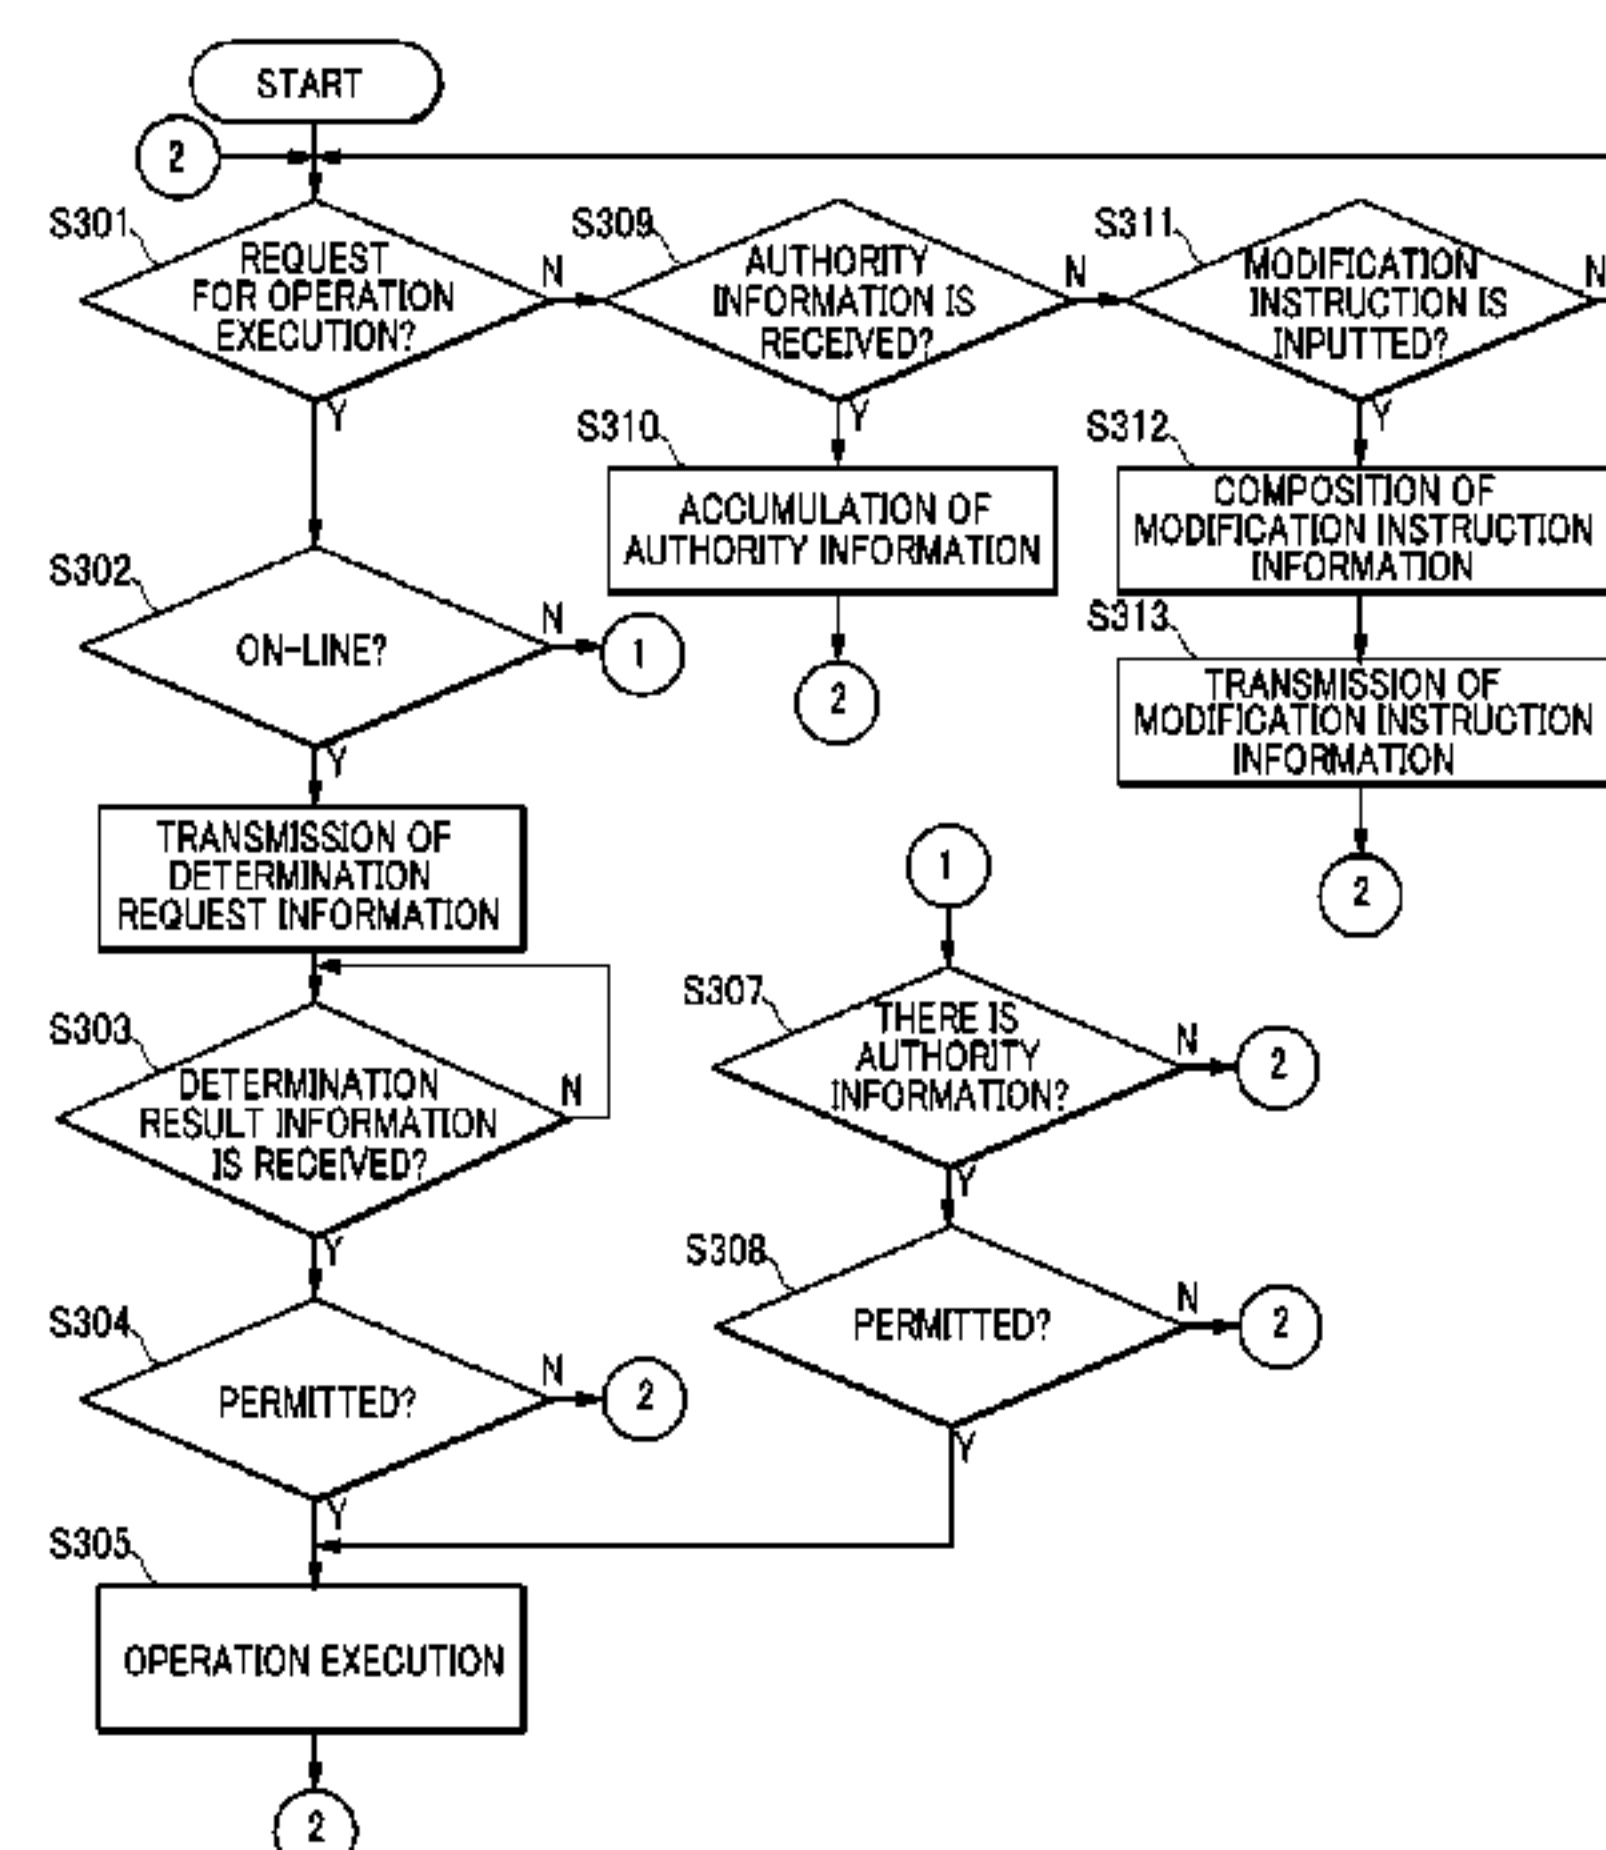 START
2
S301
REQUEST
FOR OPERATION
EXECUTION?
N
Y
S309
AUTHORITY
INFORMATION IS
RECEIVED?
N
Y
S311
MODIFICATION
INSTRUCTION IS
INPUTTED?
N
Y
S310
ACCUMULATION OF
AUTHORITY INFORMATION
2
S312
COMPOSITION OF
MODIFICATION INSTRUCTION
INFORMATION
S313
TRANSMISSION OF
MODIFICATION INSTRUCTION
INFORMATION
2
S302
ON-LINE?
N
1
Y
TRANSMISSION OF
DETERMINATION
REQUEST INFORMATION
S303
DETERMINATION
RESULT INFORMATION
IS RECEIVED?
N
Y
S304
PERMITTED?
N
2
Y
1
S307
THERE IS
AUTHORITY
INFORMATION?
N
2
Y
S308
PERMITTED?
N
2
Y
S305
OPERATION EXECUTION
2